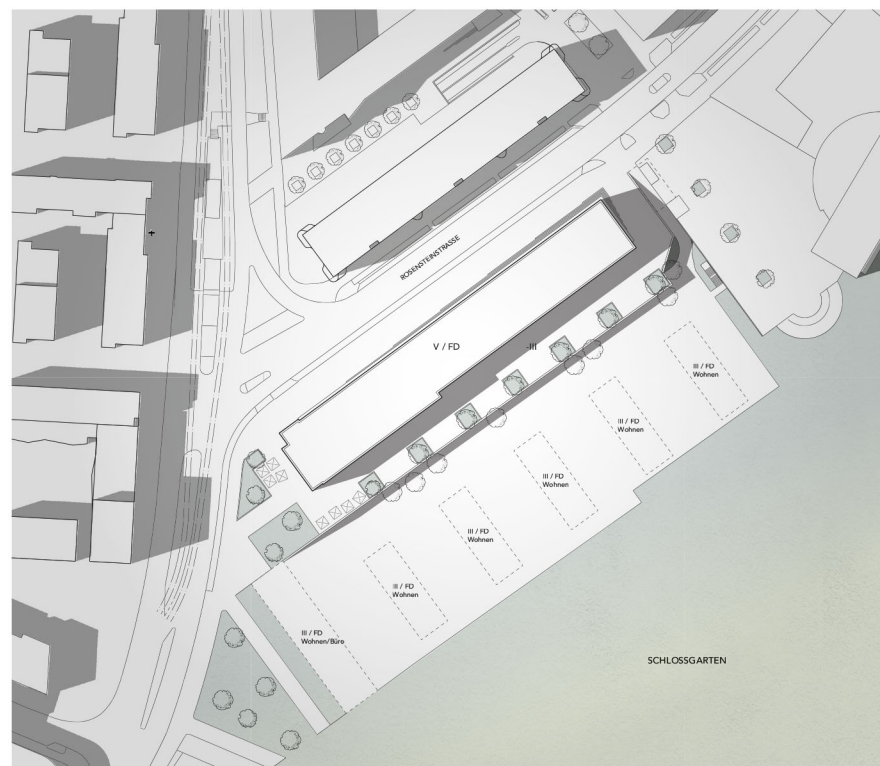 ROSENSTEINSTRASSE
V / FD
-III
III / FD
Wohnen
III / FD
Wohnen
III / FD
Wohnen
III / FD
Wohnen
III / FD
Wohnen
III / FD
Wohnen/Büro
SCHLOSSGARTEN